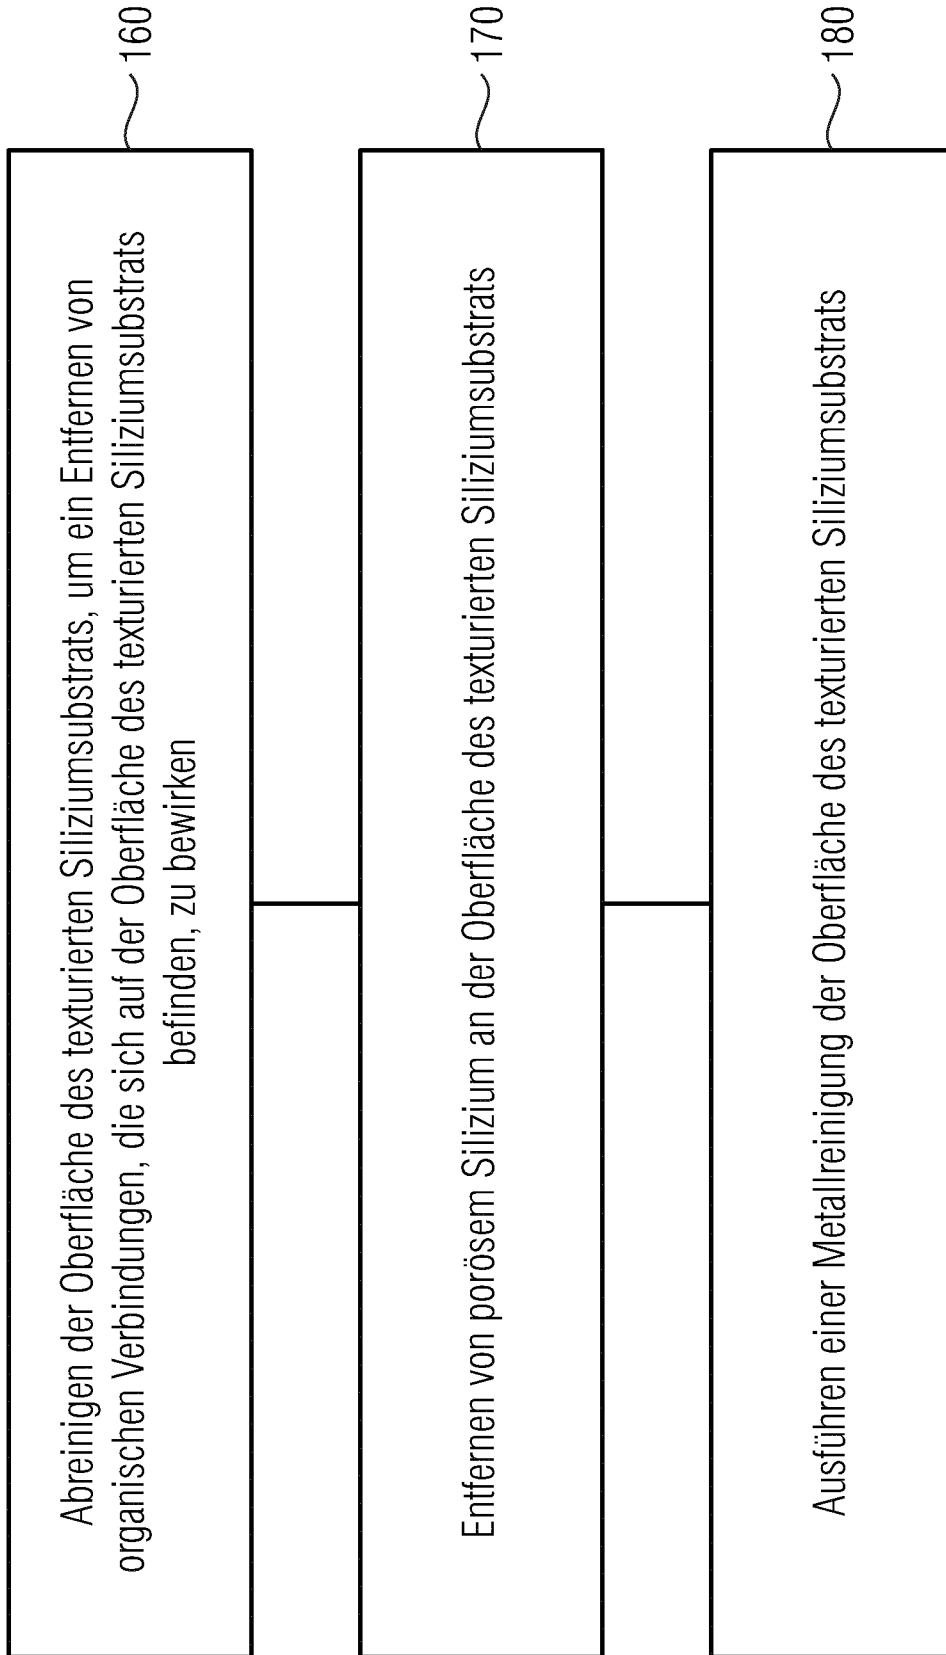 Abreinigen der Oberfläche des texturierten Siliziumsubstrats, um ein Entfernen von
organischen Verbindungen, die sich auf der Oberfläche des texturierten Siliziumsubstrats
befinden, zu bewirken
160
Entfernen von porösem Silizium an der Oberfläche des texturierten Siliziumsubstrats
170
Ausführen einer Metallreinigung der Oberfläche des texturierten Siliziumsubstrats
180